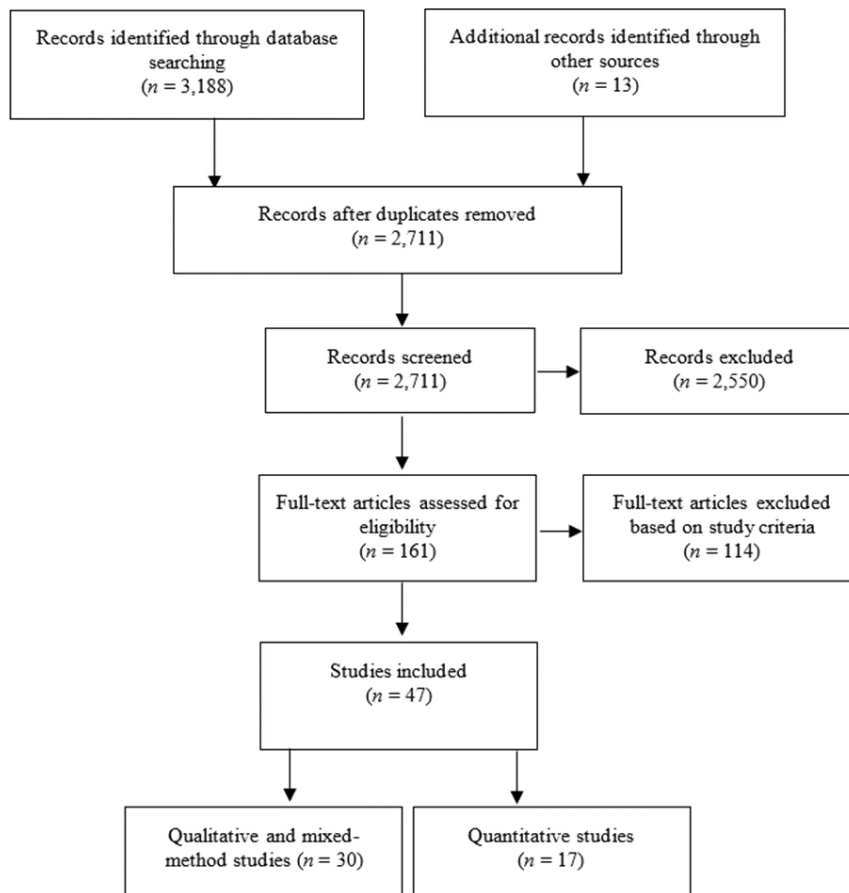 Records identified through database
searching
(n = 3,188)
Additional records identified through
other sources
(n = 13)
Records after duplicates removed
(n = 2,711)
Records screened
(n = 2,711)
Records excluded
(n = 2,550)
Full-text articles assessed for
eligibility
(n = 161)
Full-text articles excluded
based on study criteria
(n = 114)
Studies included
(n = 47)
Qualitative and mixed-
method studies (n = 30)
Quantitative studies
(n = 17)